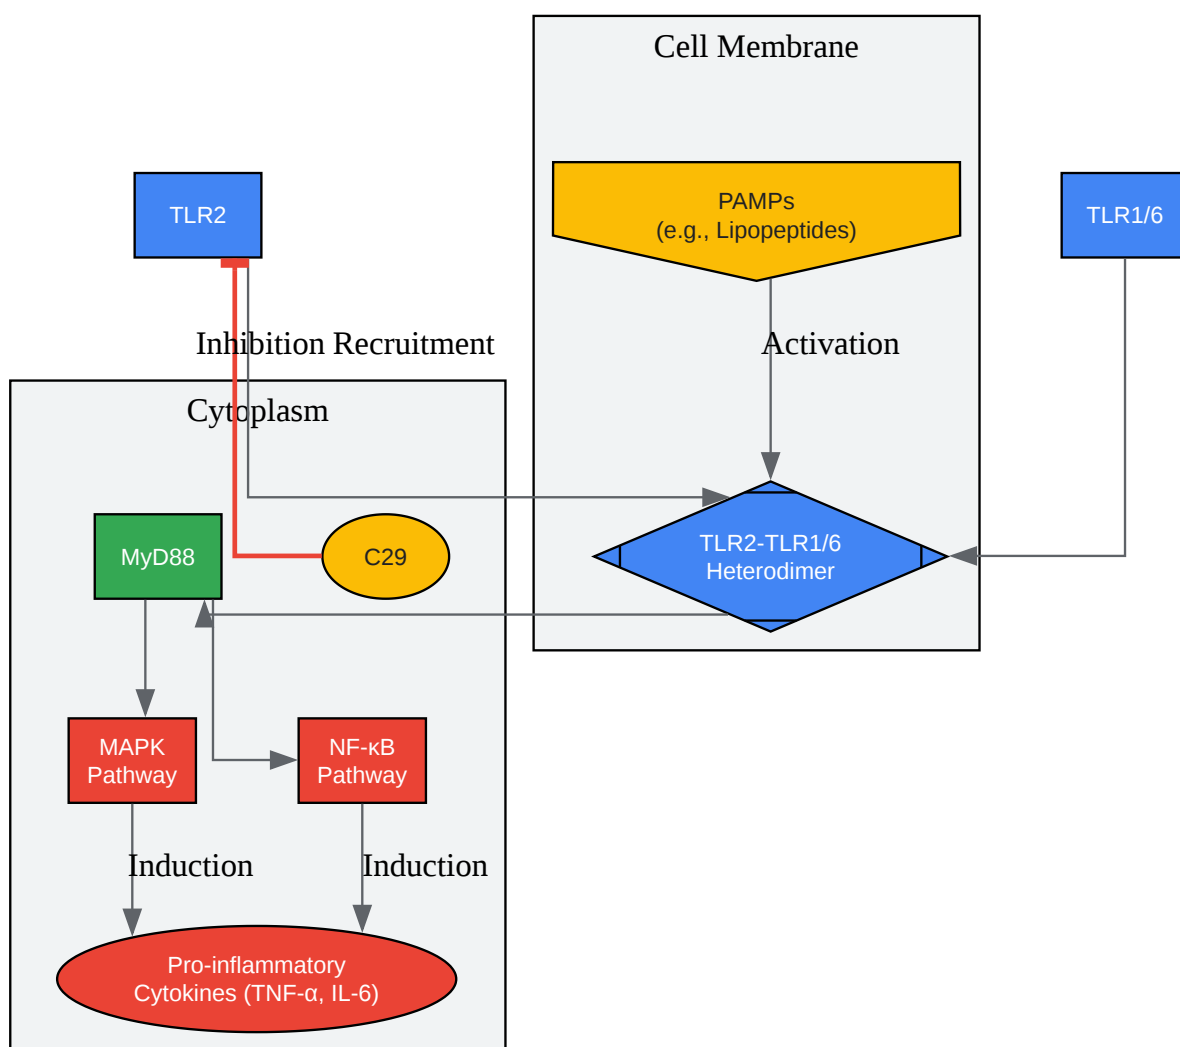 Cell Membrane
TLR2
PAMPs
(e.g., Lipopeptides)
TLR1/6
Inhibition Recruitment
Activation
Cytoplasm
MyD88
C29
TLR2-TLR1/6
Heterodimer
MAPK
Pathway
NF-κB
Pathway
Induction
Induction
Pro-inflammatory
Cytokines (TNF-α, IL-6)